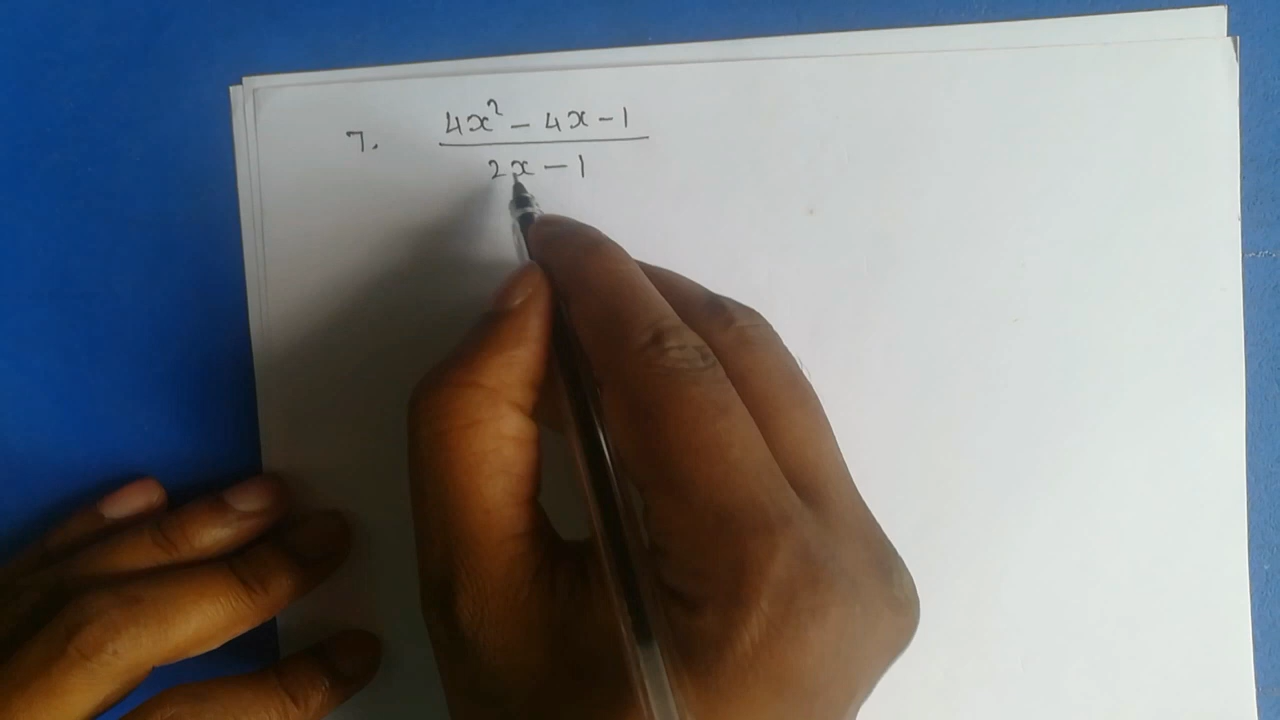 7. 4x² - 4x - 1
2x - 1